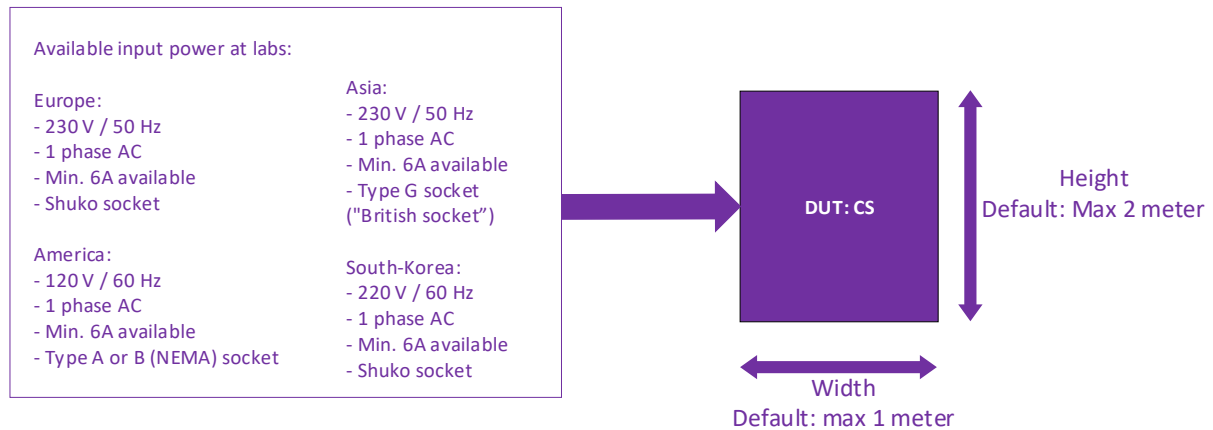 Available input power at labs:
Europe:
- 230 V / 50 Hz
- 1 phase AC
- Min. 6A available
- Shuko socket
America:
- 120 V / 60 Hz
- 1 phase AC
- Min. 6A available
- Type A or B (NEMA) socket
Asia:
- 230 V / 50 Hz
- 1 phase AC
- Min. 6A available
- Type G socket
("British socket”)
South-Korea:
- 220 V / 60 Hz
- 1 phase AC
- Min. 6A available
- Shuko socket
DUT: CS
Height
Default: Max 2 meter
Width
Default: max 1 meter